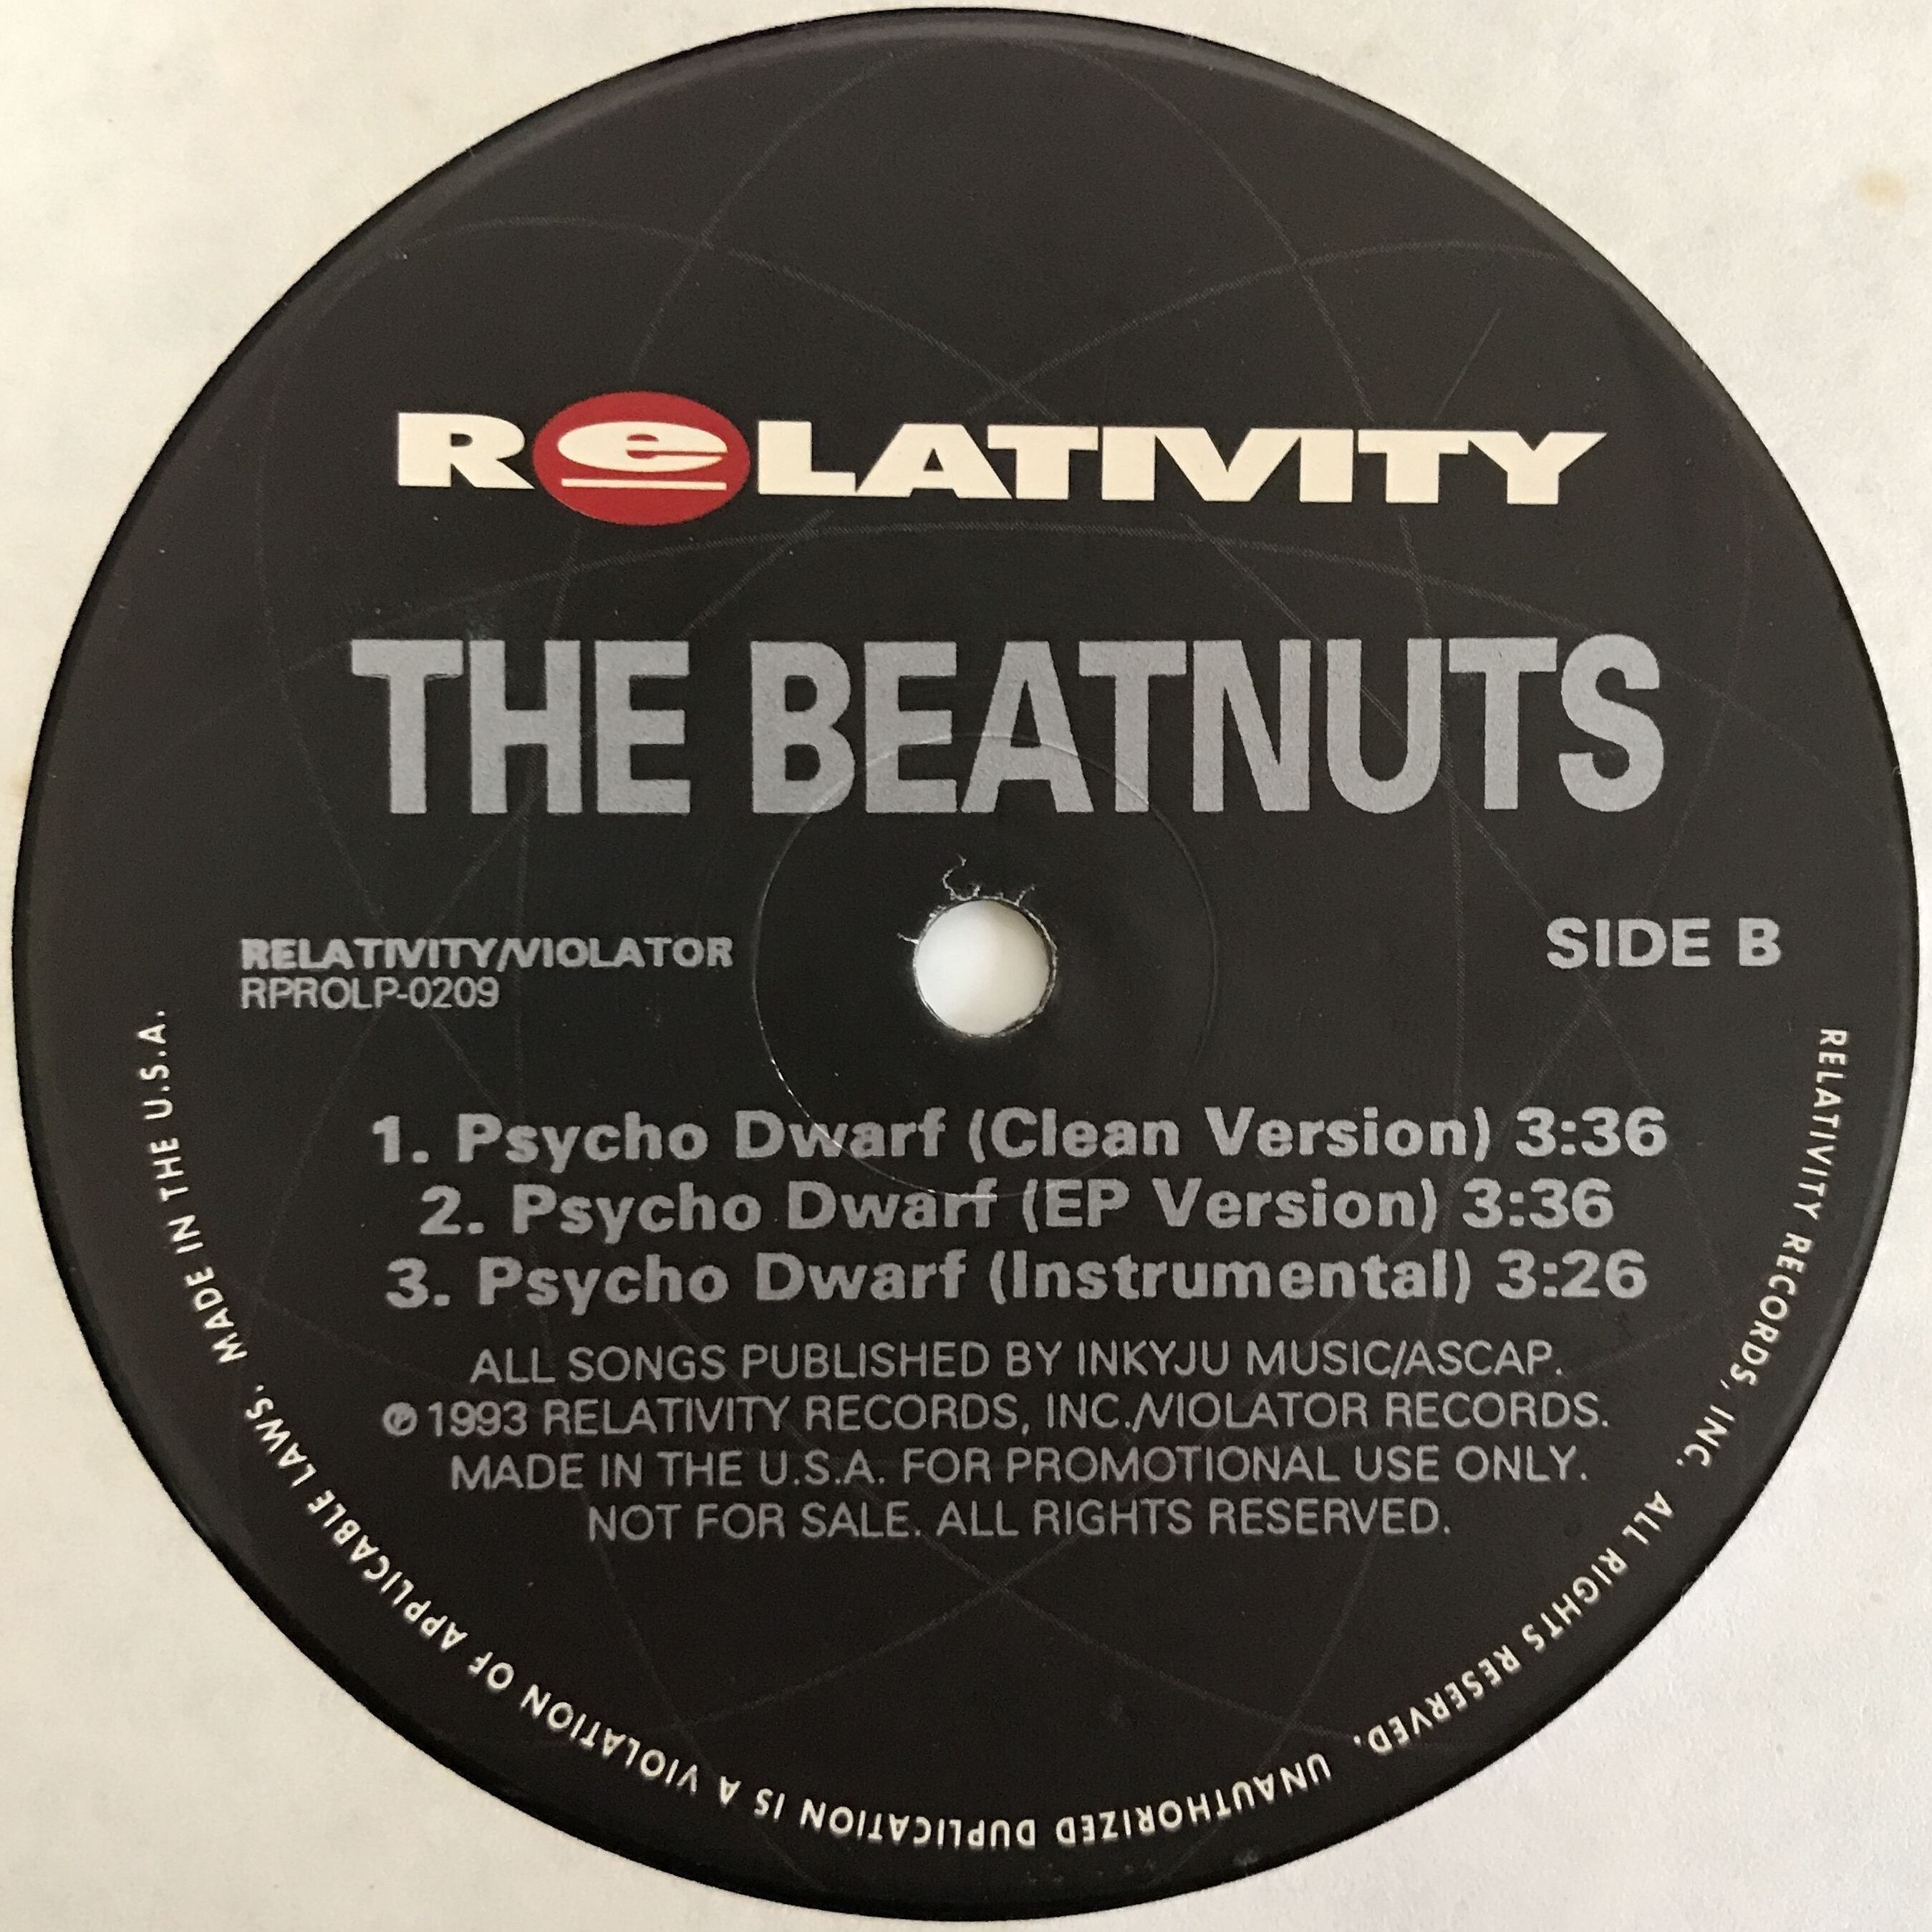 ReLATIVITY
THE BEATNUTS
RELATIVITY/VIOLATOR
RPROLP-0209
SIDE B
1. Psycho Dwarf (Clean Version) 3:36
2. Psycho Dwarf (EP Version) 3:36
3. Psycho Dwarf (Instrumental) 3:26
ALL SONGS PUBLISHED BY INKYJU MUSIC/ASCAP.
℗ 1993 RELATIVITY RECORDS, INC./VIOLATOR RECORDS.
MADE IN THE U.S.A. FOR PROMOTIONAL USE ONLY.
NOT FOR SALE. ALL RIGHTS RESERVED.
RELATIVITY RECORDS, INC. ALL RIGHTS RESERVED. UNAUTHORIZED DUPLICATION IS A VIOLATION OF APPLICABLE LAWS. MADE IN THE U.S.A.